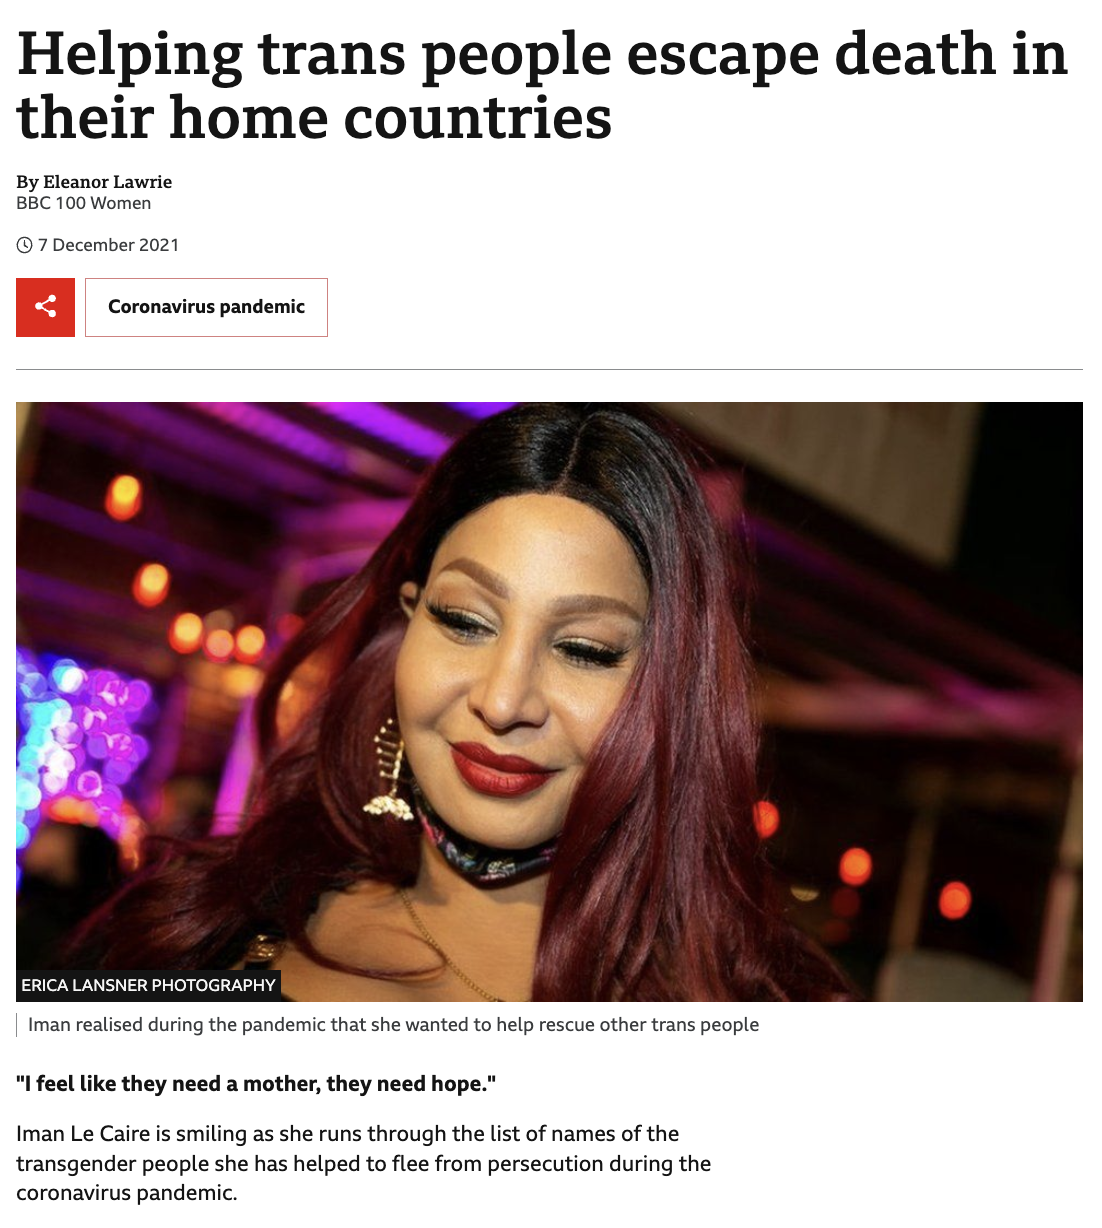 Helping trans people escape death in
their home countries
By Eleanor Lawrie
BBC 100 Women
7 December 2021
Coronavirus pandemic
ERICA LANSNER PHOTOGRAPHY
Iman realised during the pandemic that she wanted to help rescue other trans people
"I feel like they need a mother, they need hope."
Iman Le Caire is smiling as she runs through the list of names of the
transgender people she has helped to flee from persecution during the
coronavirus pandemic.